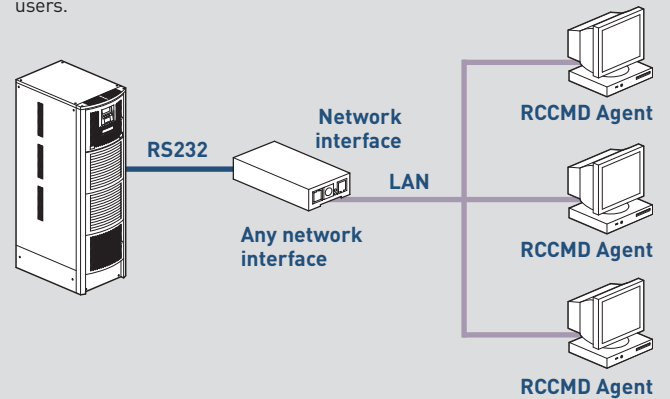 users.
RCCMD Agent
Network
interface
RS232
LAN
RCCMD Agent
Any network
interface
RCCMD Agent